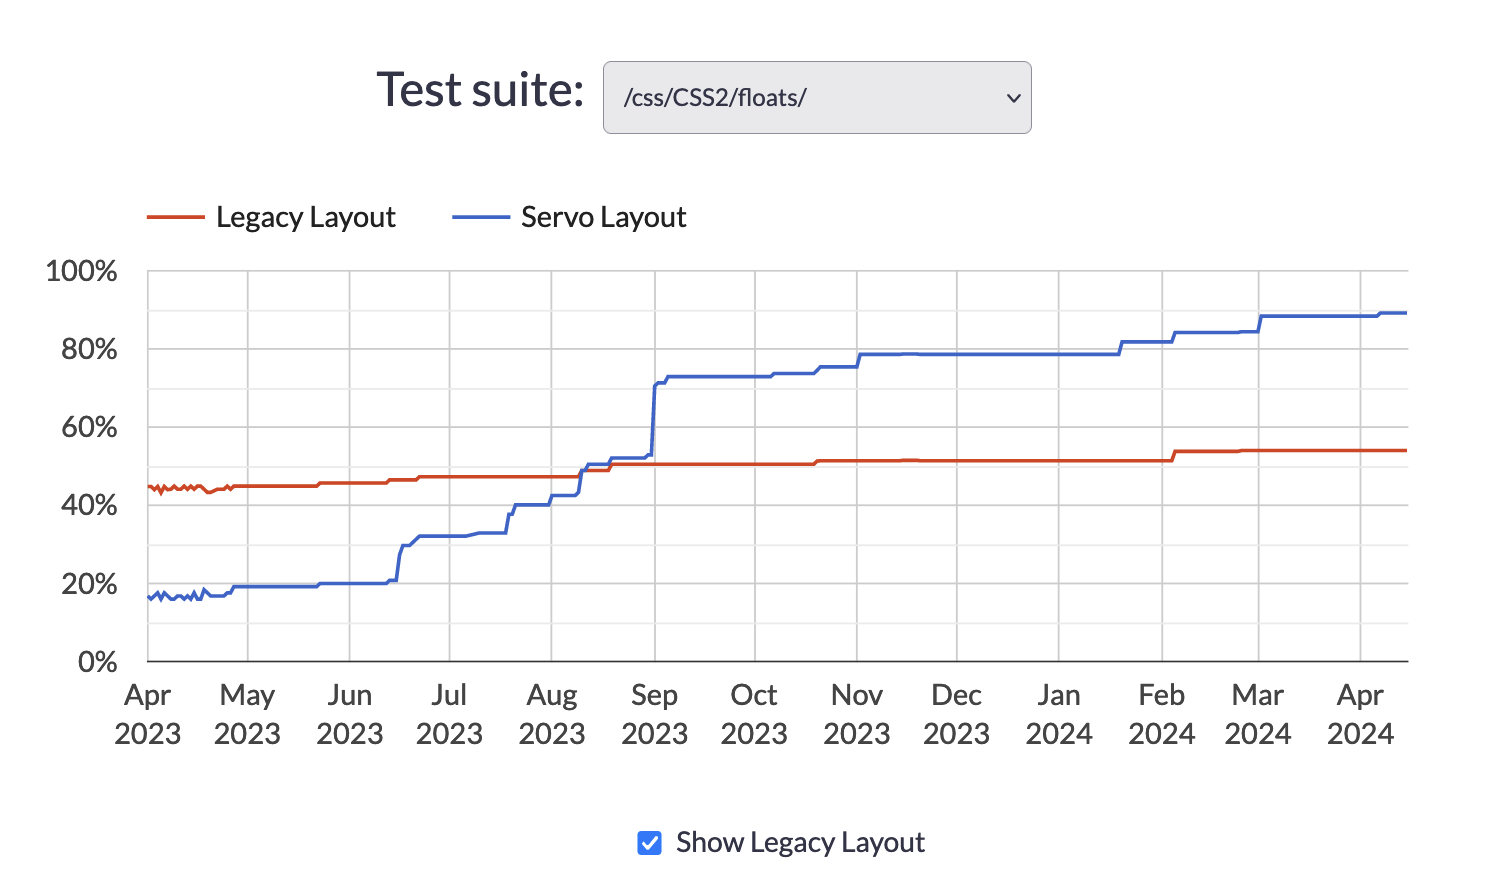 Test suite: /css/CSS2/floats/
Legacy Layout Servo Layout
100%
80%
60%
40%
20%
0%
Apr May Jun Jul Aug Sep Oct Nov Dec Jan Feb Mar Apr
2023 2023 2023 2023 2023 2023 2023 2023 2023 2024 2024 2024 2024
Show Legacy Layout